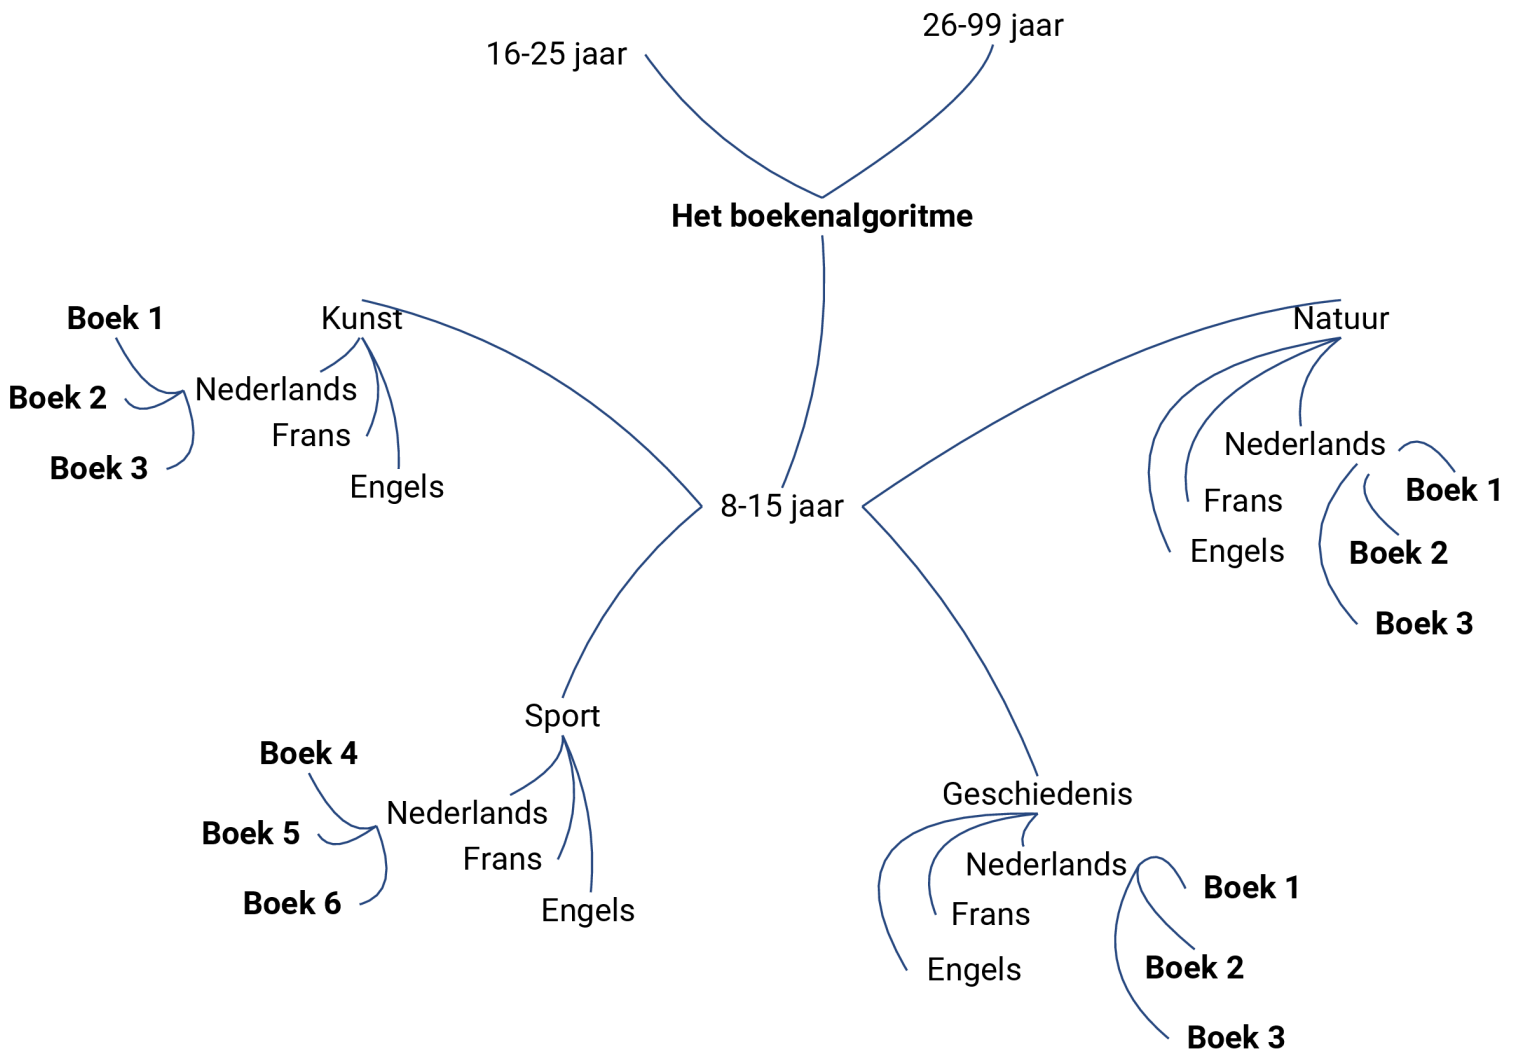 26-99 jaar
16-25 jaar
Het boekenalgoritme
Boek 1
Kunst
Natuur
Nederlands
Boek 2
Frans
Nederlands
Boek 3
Engels
Boek 1
8-15 jaar
Frans
Engels
Boek 2
Boek 3
Sport
Boek 4
Geschiedenis
Nederlands
Boek 5
Frans
Nederlands
Boek 1
Boek 6
Engels
Frans
Boek 2
Engels
Boek 3